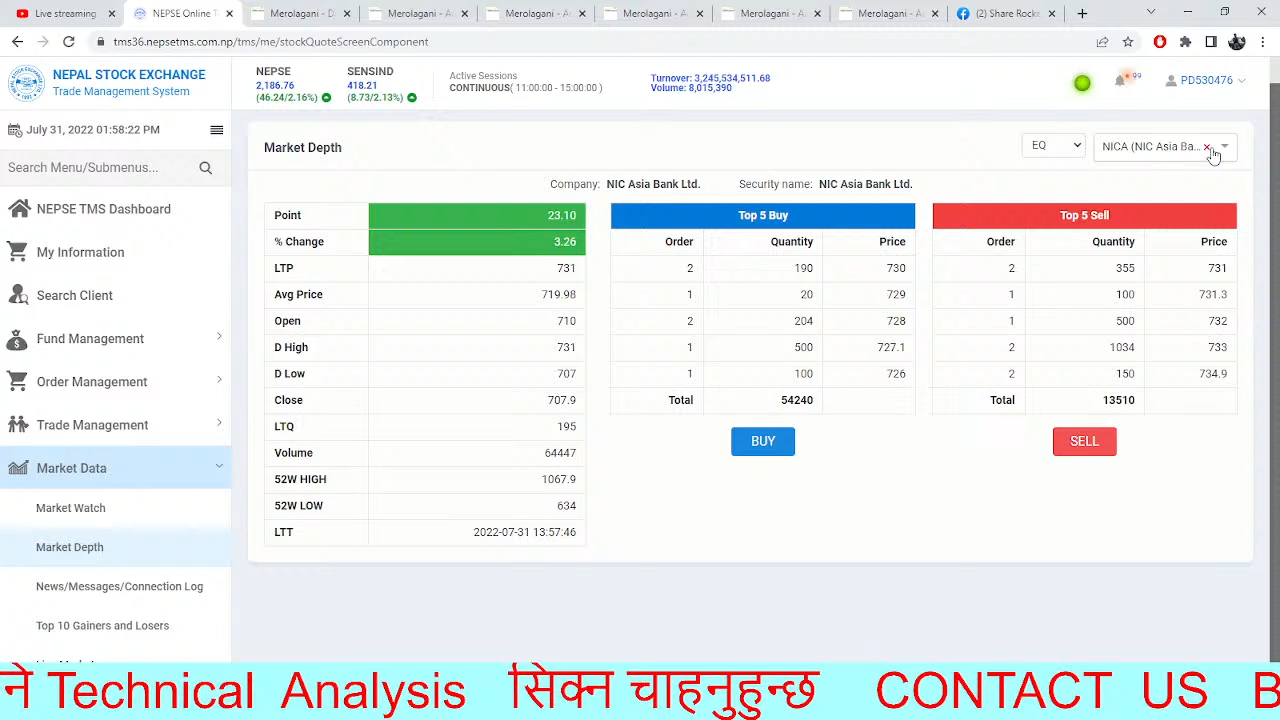 Live streaming
NEPSE Online T
Merolagani - D
Merolagani - A
Merolagani - A
Merolagani - A
Merolagani - A
Merolagani - A
(2) Share Rocke
tms36.nepsetms.com.np/tms/me/stockQuoteScreenComponent
NEPAL STOCK EXCHANGE
Trade Management System
NEPSE
2,186.76
(46.24/2.16%)
SENSIND
418.21
(8.73/2.13%)
Active Sessions
CONTINUOUS( 11:00:00 - 15:00:00 )
Turnover: 3,245,534,511.68
Volume: 8,015,390
99
PD530476
July 31, 2022 01:58:22 PM
Search Menu/Submenus...
NEPSE TMS Dashboard
My Information
Search Client
Fund Management
Order Management
Trade Management
Market Data
Market Watch
Market Depth
News/Messages/Connection Log
Top 10 Gainers and Losers
Market Depth
EQ
NICA (NIC Asia Ba...
Company: NIC Asia Bank Ltd. Security name: NIC Asia Bank Ltd.
Point 23.10
% Change 3.26
LTP 731
Avg Price 719.98
Open 710
D High 731
D Low 707
Close 707.9
LTQ 195
Volume 64447
52W HIGH 1067.9
52W LOW 634
LTT 2022-07-31 13:57:46
Top 5 Buy
Order Quantity Price
2 190 730
1 20 729
2 204 728
1 500 727.1
1 100 726
Total 54240
BUY
Top 5 Sell
Order Quantity Price
2 355 731
1 100 731.3
1 500 732
2 1034 733
2 150 734.9
Total 13510
SELL
ने Technical Analysis सिक्न चाहनुहुन्छ CONTACT US B